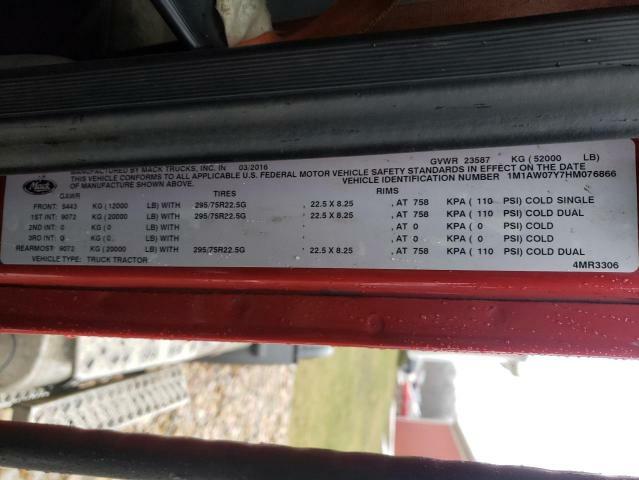 MANUFACTURED BY MACK TRUCKS, INC. IN 03/2016 GVWR 23587 KG (52000 LB)
THIS VEHICLE CONFORMS TO ALL APPLICABLE U.S. FEDERAL MOTOR VEHICLE SAFETY STANDARDS IN EFFECT ON THE DATE
OF MANUFACTURE SHOWN ABOVE. VEHICLE IDENTIFICATION NUMBER 1M1AW07Y7HM076866
Mack
GAWR TIRES RIMS
FRONT: 5443 KG (12000 LB) WITH 295/75R22.5G 22.5 X 8.25 , AT 758 KPA ( 110 PSI) COLD SINGLE
1ST INT: 9072 KG (20000 LB) WITH 295/75R22.5G 22.5 X 8.25 , AT 758 KPA ( 110 PSI) COLD DUAL
2ND INT: 0 KG (0 LB) WITH , AT 0 KPA ( 0 PSI) COLD
3RD INT: 0 KG (0 LB) WITH , AT 0 KPA ( 0 PSI) COLD
REARMOST: 9072 KG (20000 LB) WITH 295/75R22.5G 22.5 X 8.25 , AT 758 KPA ( 110 PSI) COLD DUAL
VEHICLE TYPE: TRUCK TRACTOR 4MR3306